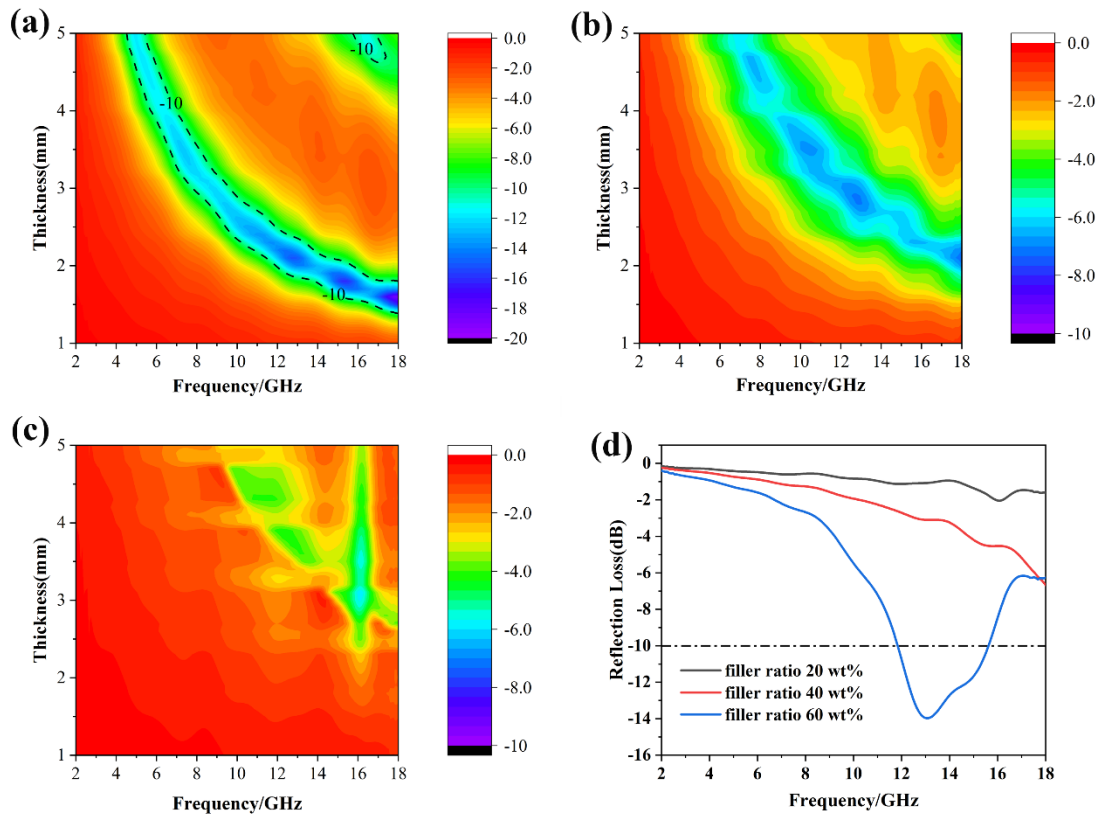 (a)
5
4
3
2
1
Thickness(mm)
-10
-10
-10
2 4 6 8 10 12 14 16 18
Frequency/GHz
0.0
-2.0
-4.0
-6.0
-8.0
-10
-12
-14
-16
-18
-20
(b)
5
4
3
2
1
Thickness(mm)
2 4 6 8 10 12 14 16 18
Frequency/GHz
0.0
-2.0
-4.0
-6.0
-8.0
-10
(c)
5
4
3
2
1
Thickness(mm)
2 4 6 8 10 12 14 16 18
Frequency/GHz
0.0
-2.0
-4.0
-6.0
-8.0
-10
(d)
0
-2
-4
-6
-8
-10
-12
-14
-16
Reflection Loss(dB)
filler ratio 20 wt%
filler ratio 40 wt%
filler ratio 60 wt%
2 4 6 8 10 12 14 16 18
Frequency/GHz